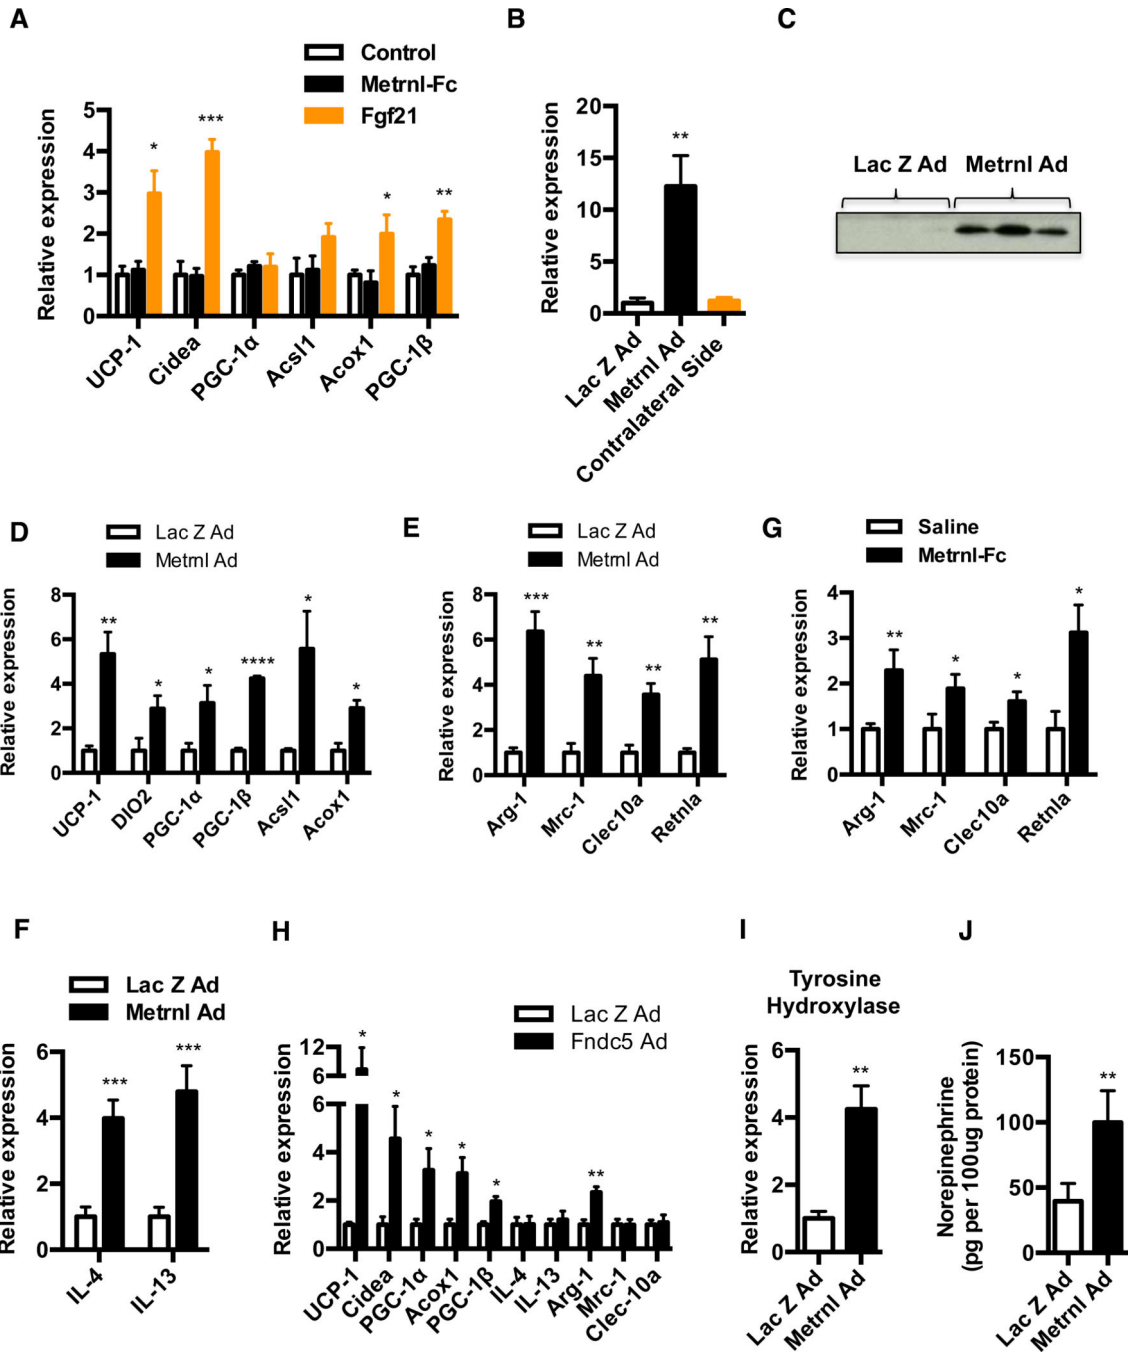 A
Control
Metrnl-Fc
Fgf21
Relative expression
5
4
3
2
1
0
*
***
*
**
UCP-1
Cidea
PGC-1α
Acsl1
Acox1
PGC-1β
B
Relative expression
20
15
10
5
0
**
Lac Z Ad
Metrnl Ad
Contralateral Side
C
Lac Z Ad Metrnl Ad
D
Lac Z Ad
Metrnl Ad
Relative expression
8
6
4
2
0
**
*
*
****
*
*
UCP-1
DIO2
PGC-1α
PGC-1β
Acsl1
Acox1
E
Lac Z Ad
Metrnl Ad
Relative expression
8
6
4
2
0
***
**
**
**
Arg-1
Mrc-1
Clec10a
Retnla
G
Saline
Metrnl-Fc
Relative expression
4
3
2
1
0
**
*
*
*
Arg-1
Mrc-1
Clec10a
Retnla
F
Lac Z Ad
Metrnl Ad
Relative expression
6
4
2
0
***
***
IL-4
IL-13
H
Lac Z Ad
Fndc5 Ad
Relative expression
12
6
6
4
2
0
*
*
*
*
*
**
UCP-1
Cidea
PGC-1α
Acox1
PGC-1β
IL-4
IL-13
Arg-1
Mrc-1
Clec-10a
I
Tyrosine
Hydroxylase
Relative expression
6
4
2
0
**
Lac Z Ad
Metrnl Ad
J
Norepinephrine
(pg per 100ug protein)
150
100
50
0
**
Lac Z Ad
Metrnl Ad